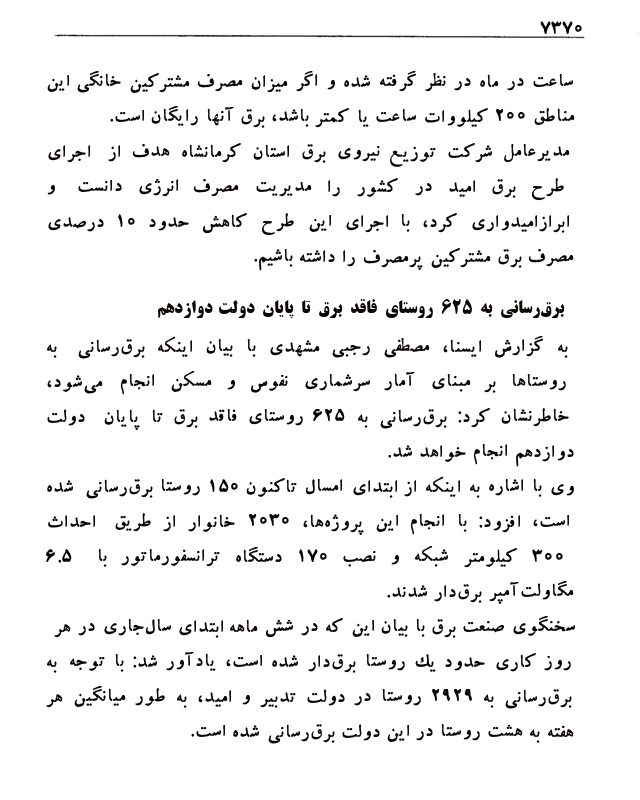 ۷۳۷۰
ساعت در ماه در نظر گرفته شده و اگر میزان مصرف مشترکین خانگی این
مناطق ۲۰۰ کیلووات ساعت یا کمتر باشد، برق آنها رایگان است.
مدیرعامل شرکت توزیع نیروی برق استان کرمانشاه هدف از اجرای
طرح برق امید در کشور را مدیریت مصرف انرژی دانست و
ابرازامیدواری کرد، با اجرای این طرح کاهش حدود ۱۰ درصدی
مصرف برق مشترکین پرمصرف را داشته باشیم.
برق‌رسانی به ۶۲۵ روستای فاقد برق تا پایان دولت دوازدهم
به گزارش ایسنا، مصطفی رجبی مشهدی با بیان اینکه برق‌رسانی به
روستاها بر مبنای آمار سرشماری نفوس و مسکن انجام می‌شود،
خاطرنشان کرد: برق‌رسانی به ۶۲۵ روستای فاقد برق تا پایان دولت
دوازدهم انجام خواهد شد.
وی با اشاره به اینکه از ابتدای امسال تاکنون ۱۵۰ روستا برق‌رسانی شده
است، افزود: با انجام این پروژه‌ها، ۲۰۳۰ خانوار از طریق احداث
۳۰۰ کیلومتر شبکه و نصب ۱۷۰ دستگاه ترانسفورماتور با ۶.۵
مگاولت‌آمپر برق‌دار شدند.
سخنگوی صنعت برق با بیان این که در شش ماهه ابتدای سال‌جاری در هر
روز کاری حدود یك روستا برق‌دار شده است، یادآور شد: با توجه به
برق‌رسانی به ۲۹۲۹ روستا در دولت تدبیر و امید، به طور میانگین هر
هفته به هشت روستا در این دولت برق‌رسانی شده است.